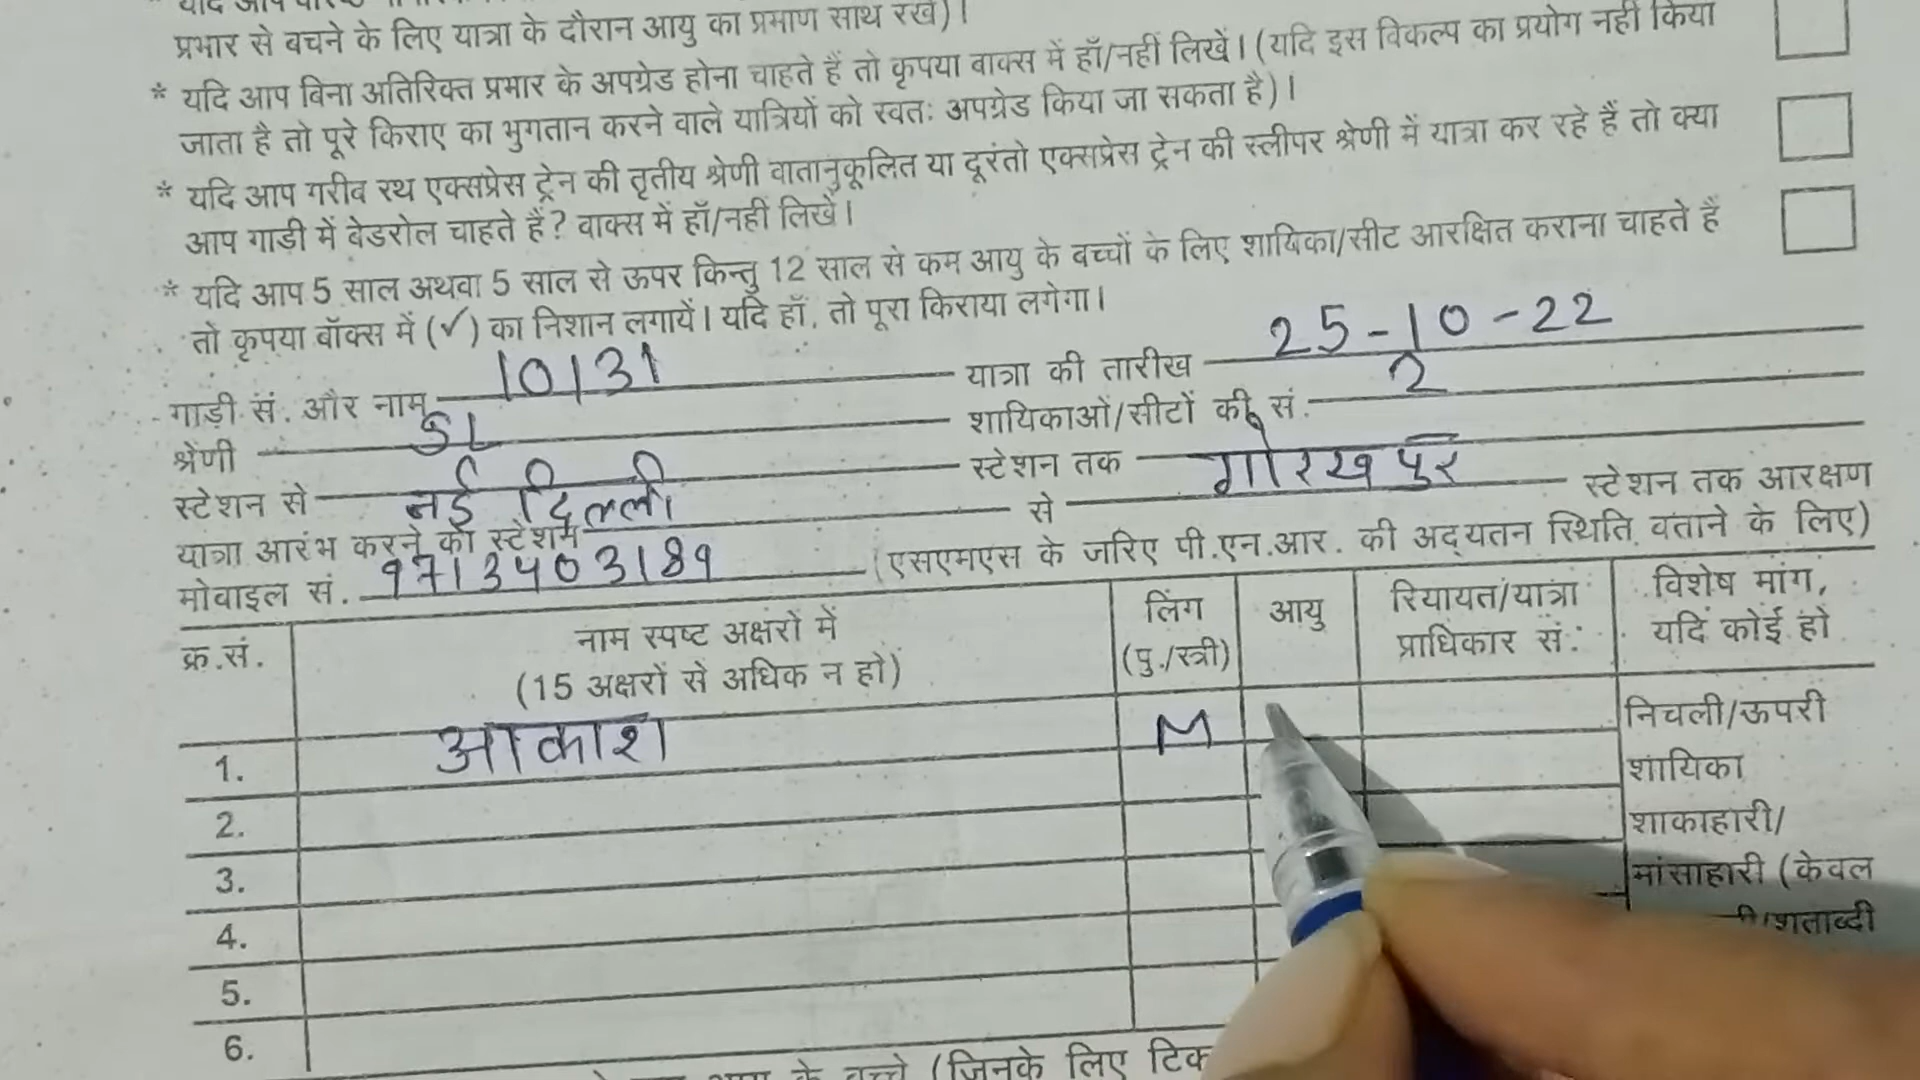 प्रभार से बचने के लिए यात्रा के दौरान आयु का प्रमाण साथ रखें)।
* यदि आप बिना अतिरिक्त प्रभार के अपग्रेड होना चाहते हैं तो कृपया बाक्स में हाँ/नहीं लिखें। (यदि इस विकल्प का प्रयोग नहीं किया
जाता है तो पूरे किराए का भुगतान करने वाले यात्रियों को स्वतः अपग्रेड किया जा सकता है)।
* यदि आप गरीब रथ एक्सप्रेस ट्रेन की तृतीय श्रेणी वातानुकूलित या दूरंतो एक्सप्रेस ट्रेन की स्लीपर श्रेणी में यात्रा कर रहे हैं तो क्या
आप गाड़ी में बेडरोल चाहते हैं? बाक्स में हाँ/नहीं लिखें।
* यदि आप 5 साल अथवा 5 साल से ऊपर किन्तु 12 साल से कम आयु के बच्चों के लिए शायिका/सीट आरक्षित कराना चाहते हैं
तो कृपया बॉक्स में (✓) का निशान लगायें। यदि हाँ, तो पूरा किराया लगेगा।
गाड़ी सं. और नाम 10131 यात्रा की तारीख 25-10-22
श्रेंणी SL शायिकाओं/सीटों की सं. 2
स्टेशन से नई दिल्ली स्टेशन तक गोरखपुर
यात्रा आरंभ करने का स्टेशन से स्टेशन तक आरक्षण
मोबाइल सं. 9713403189 (एसएमएस के जरिए पी.एन.आर. की अद्यतन स्थिति बताने के लिए)
क्र.सं. नाम स्पष्ट अक्षरों में (15 अक्षरों से अधिक न हो) लिंग (पु./स्त्री) आयु रियायत/यात्रा प्राधिकार सं. विशेष मांग, यदि कोई हो
1. आकाश M निचली/ऊपरी
शायिका
2. शाकाहारी/
3. मांसाहारी (केवल
4. शताब्दी
5.
6.
के बच्चे (जिनके लिए